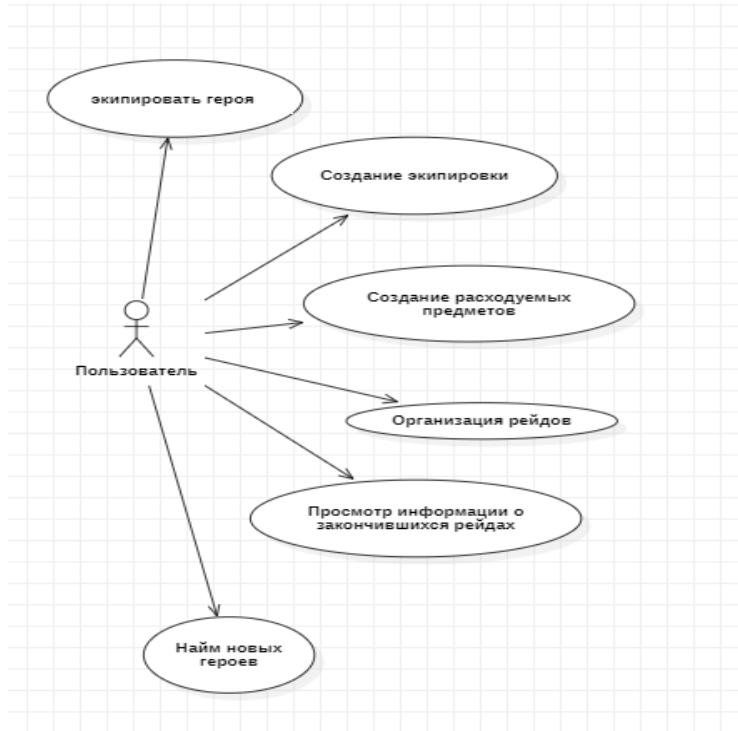 экипировать героя
Создание экипировки
Создание расходуемых
предметов
Пользователь
Организация рейдов
Просмотр информации о
закончившихся рейдах
Найм новых
героев